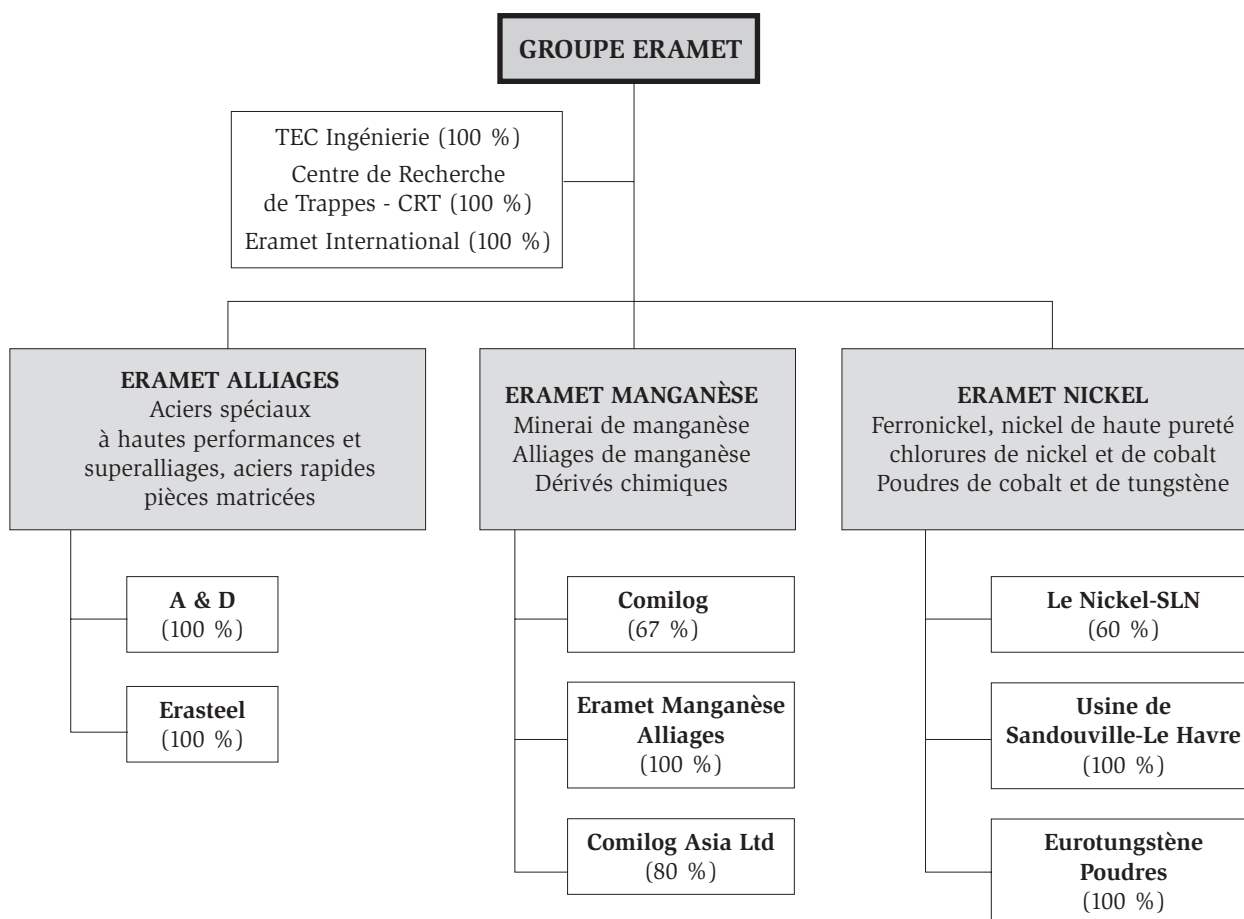 GROUPE ERAMET
TEC Ingénierie (100 %)
Centre de Recherche
de Trappes - CRT (100 %)
Eramet International (100 %)
ERAMET ALLIAGES
Aciers spéciaux
à hautes performances et
superalliages, aciers rapides
pièces matricées
A & D
(100 %)
Erasteel
(100 %)
ERAMET MANGANÈSE
Minerai de manganèse
Alliages de manganèse
Dérivés chimiques
Comilog
(67 %)
Eramet Manganèse
Alliages
(100 %)
Comilog Asia Ltd
(80 %)
ERAMET NICKEL
Ferronickel, nickel de haute pureté
chlorures de nickel et de cobalt
Poudres de cobalt et de tungstène
Le Nickel-SLN
(60 %)
Usine de
Sandouville-Le Havre
(100 %)
Eurotungstène
Poudres
(100 %)